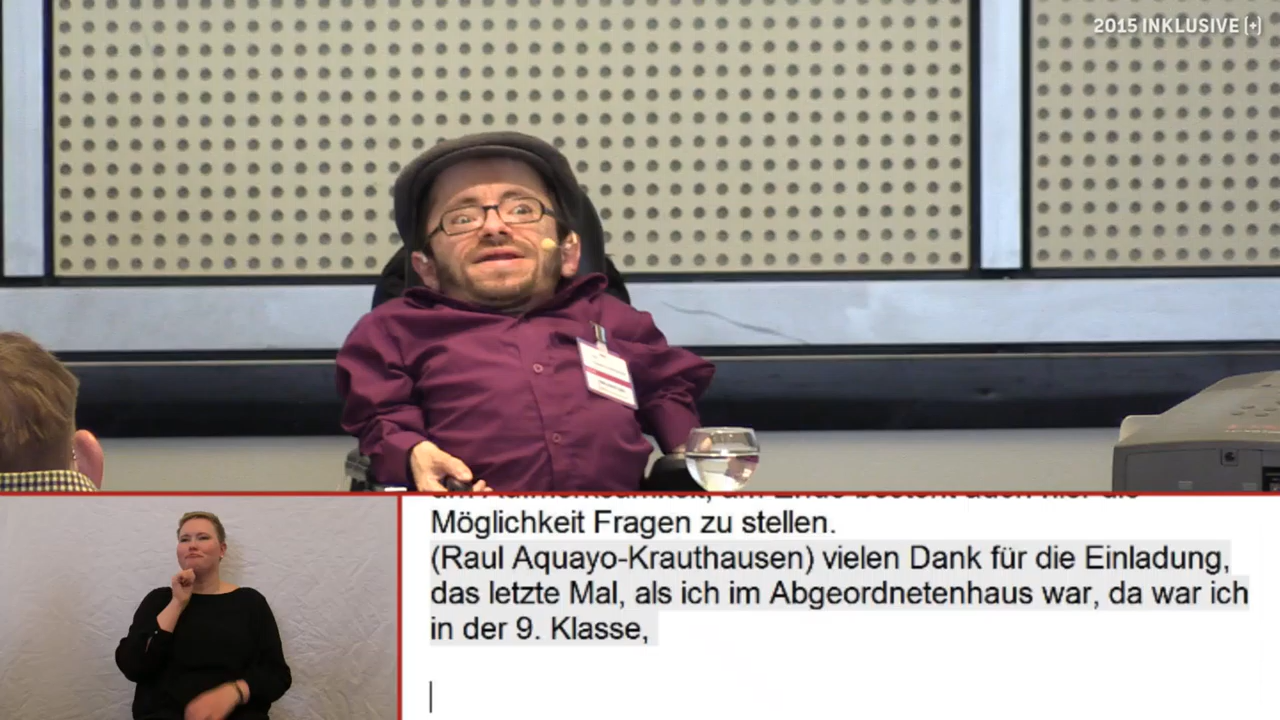 2015 INKLUSIVE (+)
Möglichkeit Fragen zu stellen.
(Raul Aquayo-Krauthausen) vielen Dank für die Einladung,
das letzte Mal, als ich im Abgeordnetenhaus war, da war ich
in der 9. Klasse,